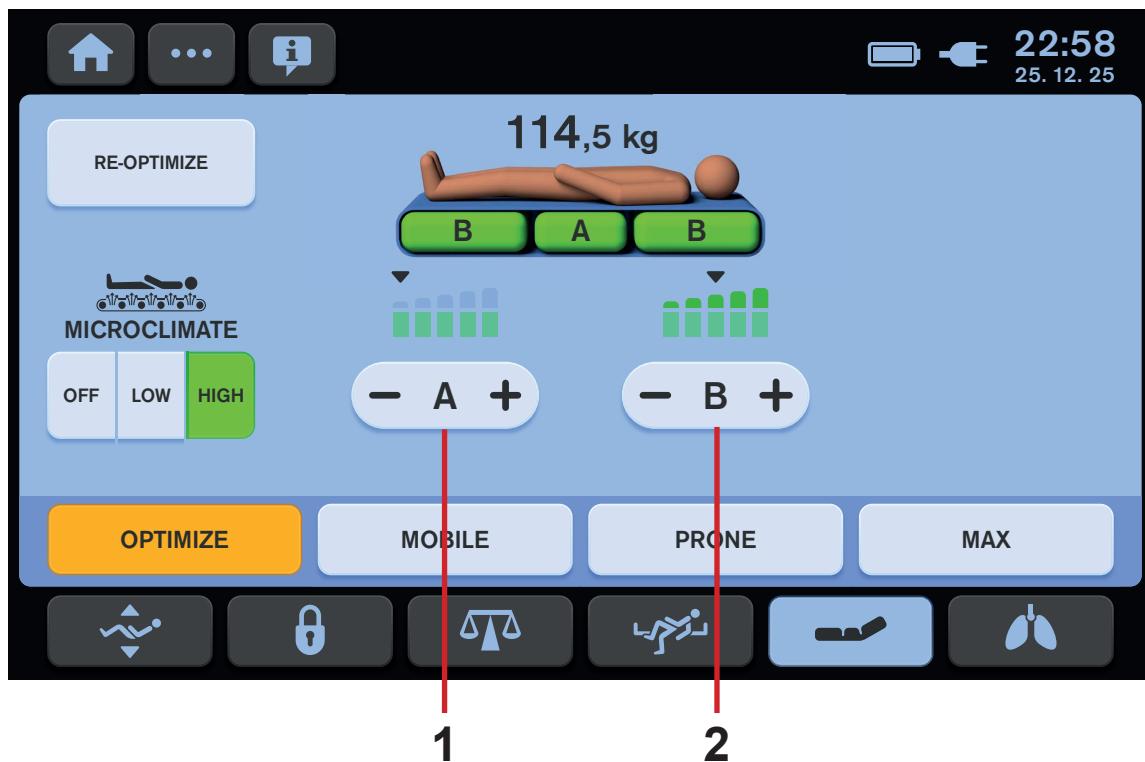 22:58
25. 12. 25
114,5 kg
RE-OPTIMIZE
B A B
MICROCLIMATE
OFF LOW HIGH
− A + − B +
OPTIMIZE MOBILE PRONE MAX
1 2